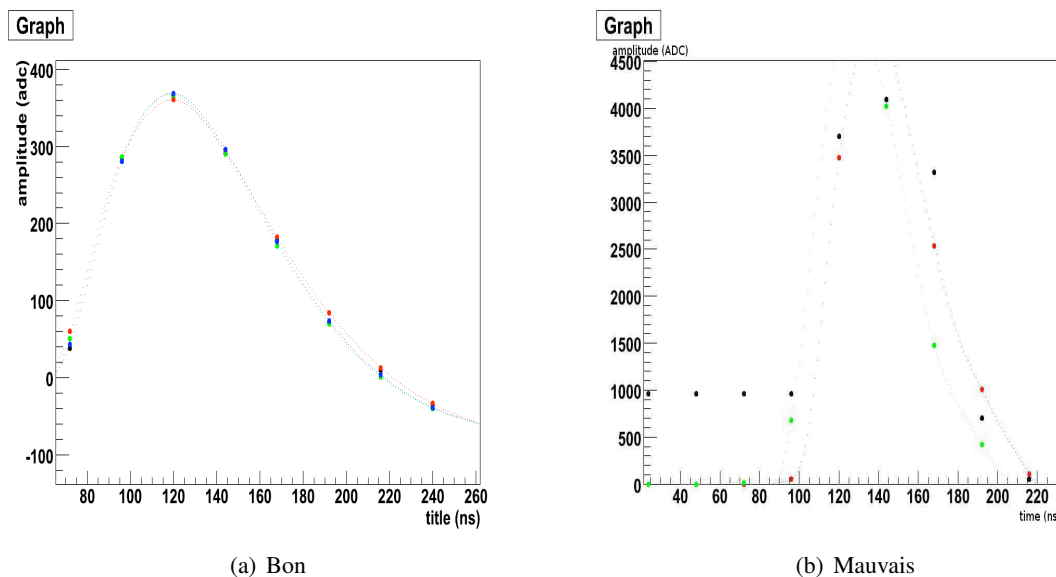 Graph
amplitude (adc)
400
300
200
100
0
-100
80 100 120 140 160 180 200 220 240 260
title (ns)
(a) Bon
Graph
amplitude (ADC)
4500
4000
3500
3000
2500
2000
1500
1000
500
0
40 60 80 100 120 140 160 180 200 220
time (ns
(b) Mauvais